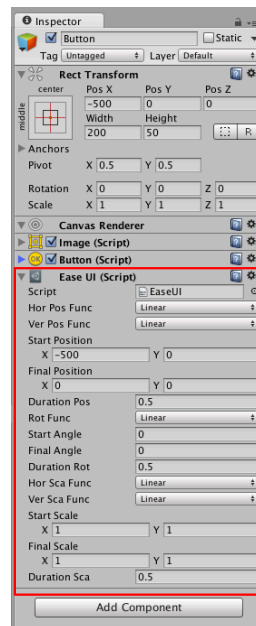 Inspector
Button Static
Tag Untagged Layer Default
Rect Transform
center Pos X Pos Y Pos Z
middle -500 0 0
Width Height
200 50 R
Anchors
Pivot X 0.5 Y 0.5
Rotation X 0 Y 0 Z 0
Scale X 1 Y 1 Z 1
Canvas Renderer
Image (Script)
OK Button (Script)
Ease UI (Script)
Script EaseUI
Hor Pos Func Linear
Ver Pos Func Linear
Start Position
X -500 Y 0
Final Position
X 0 Y 0
Duration Pos 0.5
Rot Func Linear
Start Angle 0
Final Angle 0
Duration Rot 0.5
Hor Sca Func Linear
Ver Sca Func Linear
Start Scale
X 1 Y 1
Final Scale
X 1 Y 1
Duration Sca 0.5
Add Component